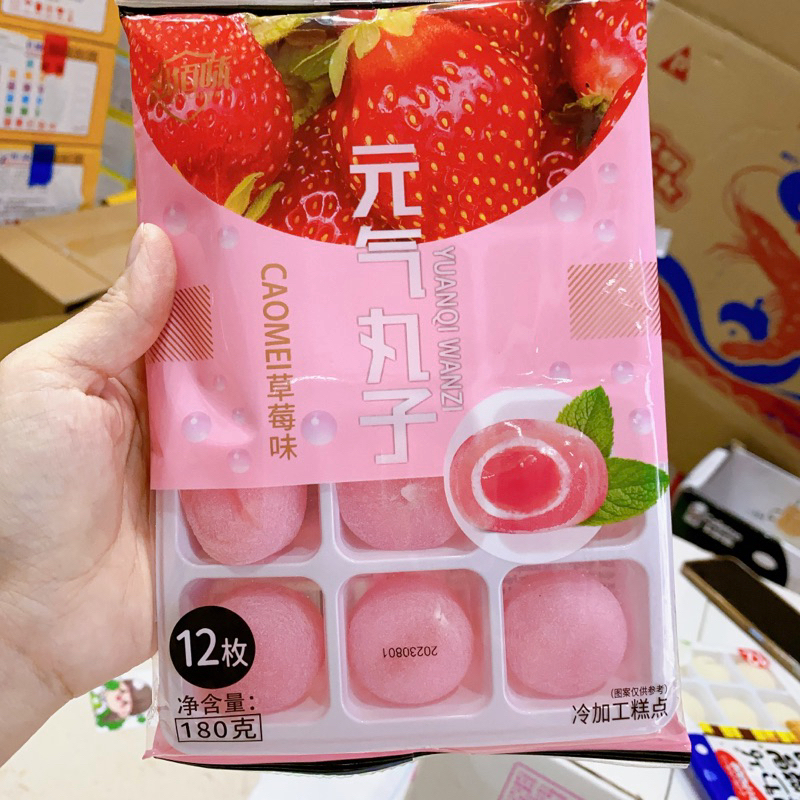 元气丸子
YUANQI WANZI
CAOMEI草莓味
12枚
净含量:
180克
20230801
(图案仅供参考)
冷加工糕点